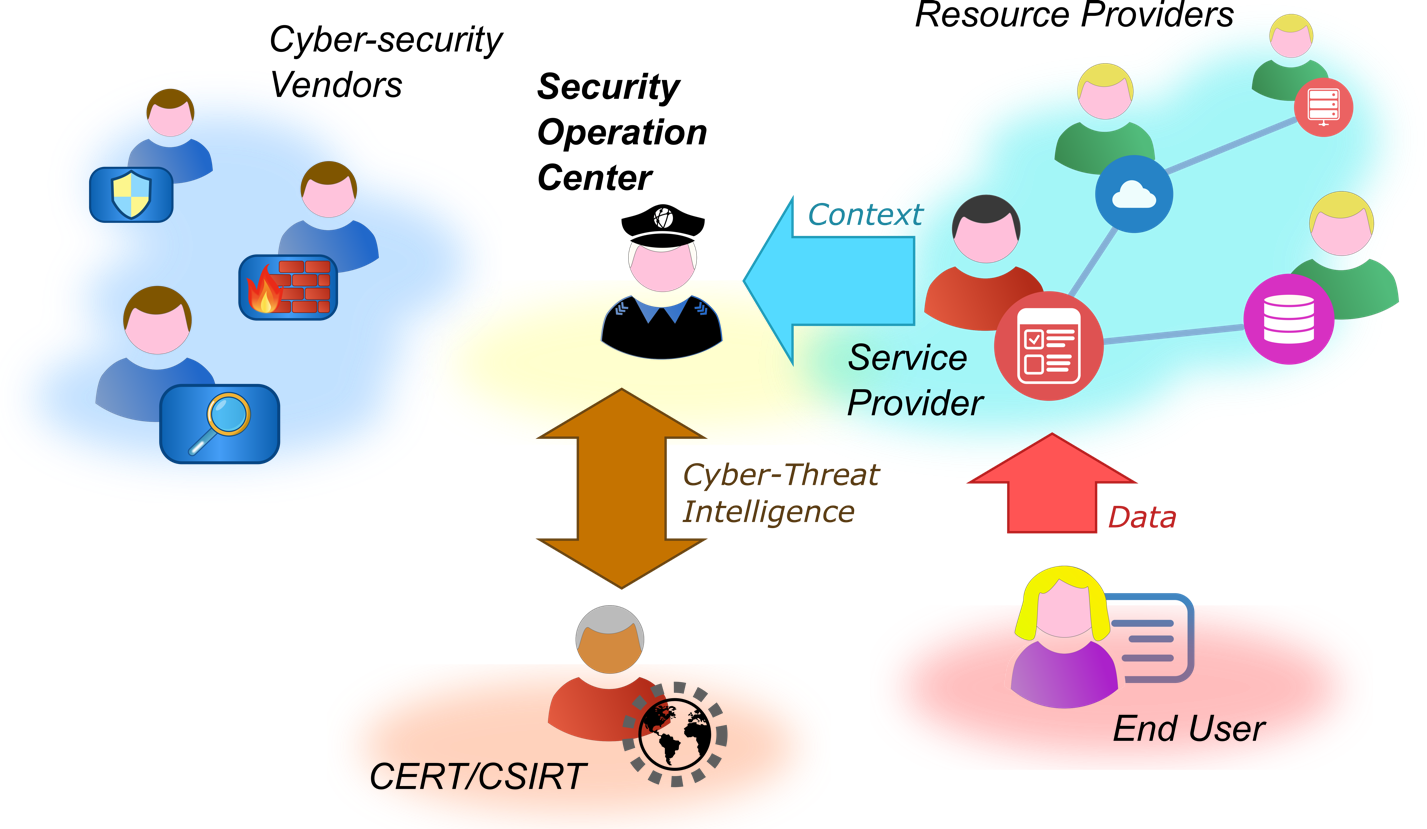 Resource Providers
Cyber-security
Vendors
Security
Operation
Center
Context
Service
Provider
Cyber-Threat
Intelligence
Data
End User
CERT/CSIRT